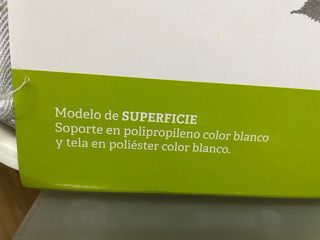 Modelo de SUPERFICIE
Soporte en polipropileno color blanco
y tela en poliéster color blanco.